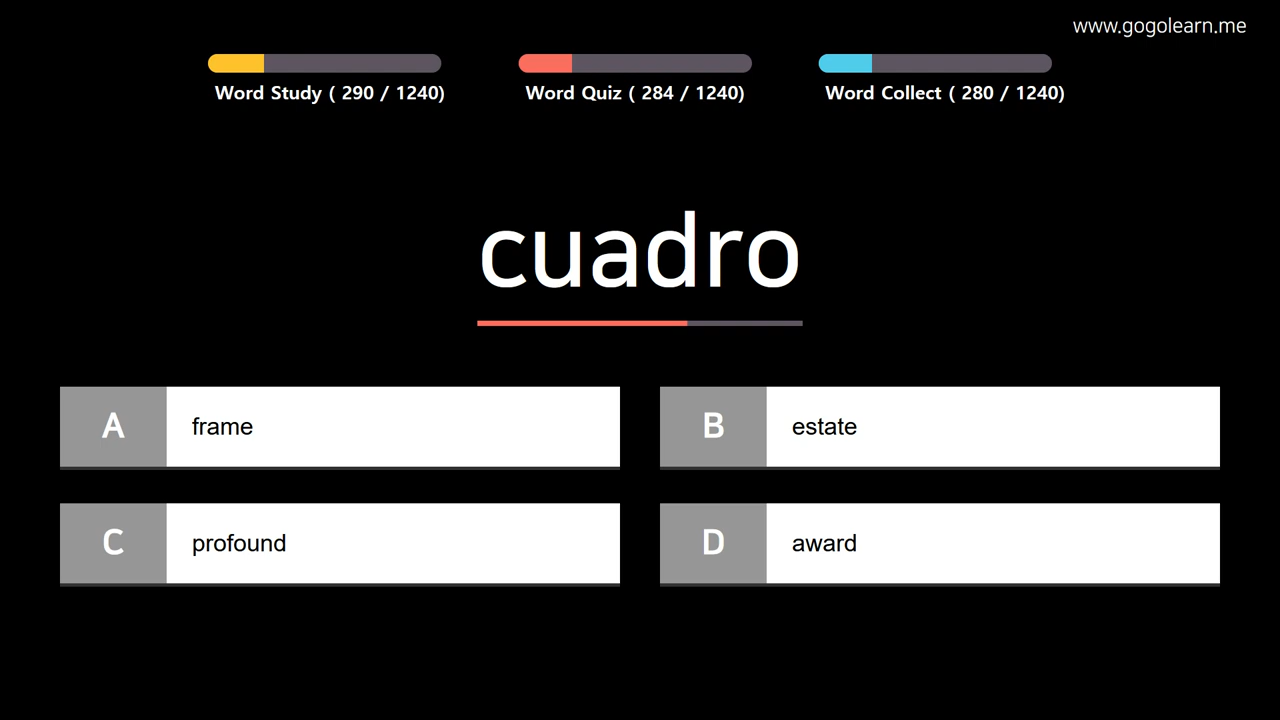 www.gogolearn.me
Word Study ( 290 / 1240)
Word Quiz ( 284 / 1240)
Word Collect ( 280 / 1240)
cuadro
A frame
B estate
C profound
D award